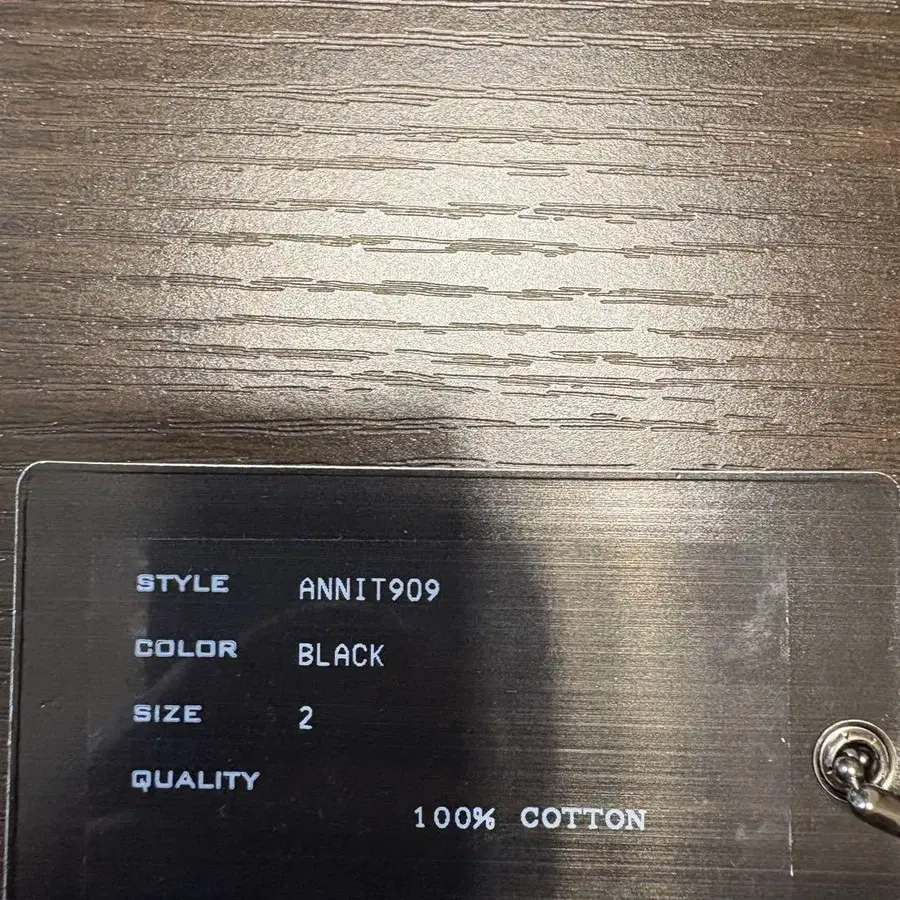 STYLE ANNIT909
COLOR BLACK
SIZE 2
QUALITY
100% COTTON